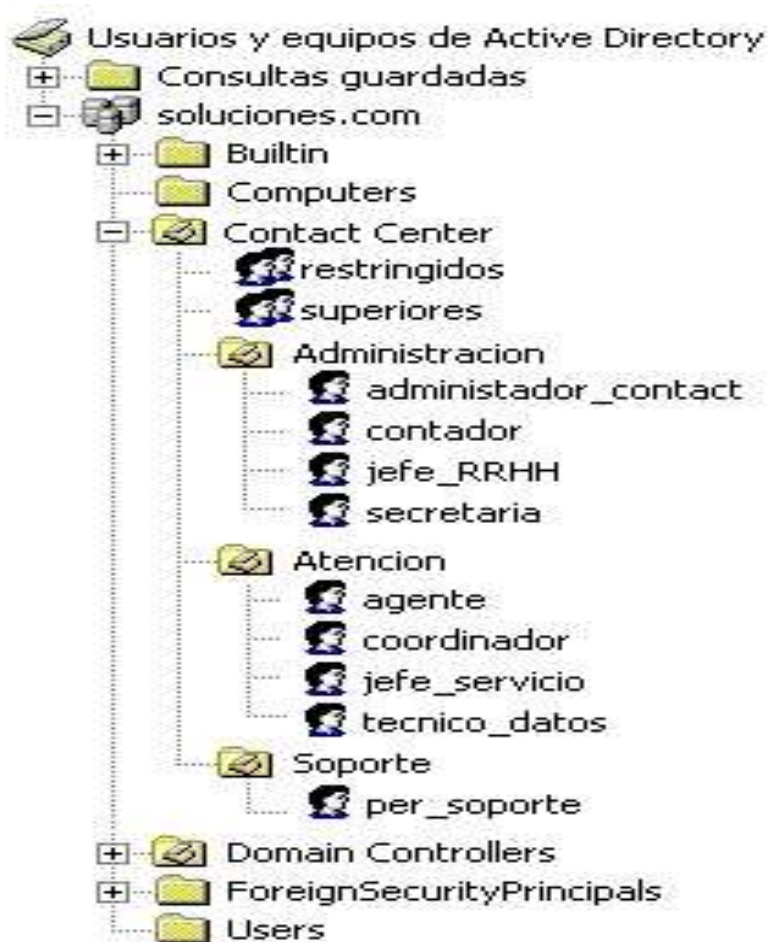 Usuarios y equipos de Active Directory
Consultas guardadas
soluciones.com
Builtin
Computers
Contact Center
restringidos
superiores
Administracion
administador_contact
contador
jefe_RRHH
secretaria
Atencion
agente
coordinador
jefe_servicio
tecnico_datos
Soporte
per_soporte
Domain Controllers
ForeignSecurityPrincipals
Users